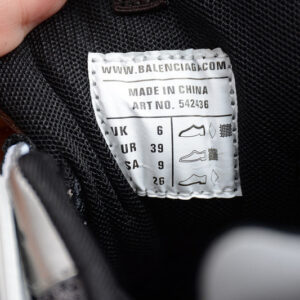 WWW.BALENCIAGA.COM
MADE IN CHINA
ART NO. 542436
UK 6
UR 39
SA 9
26